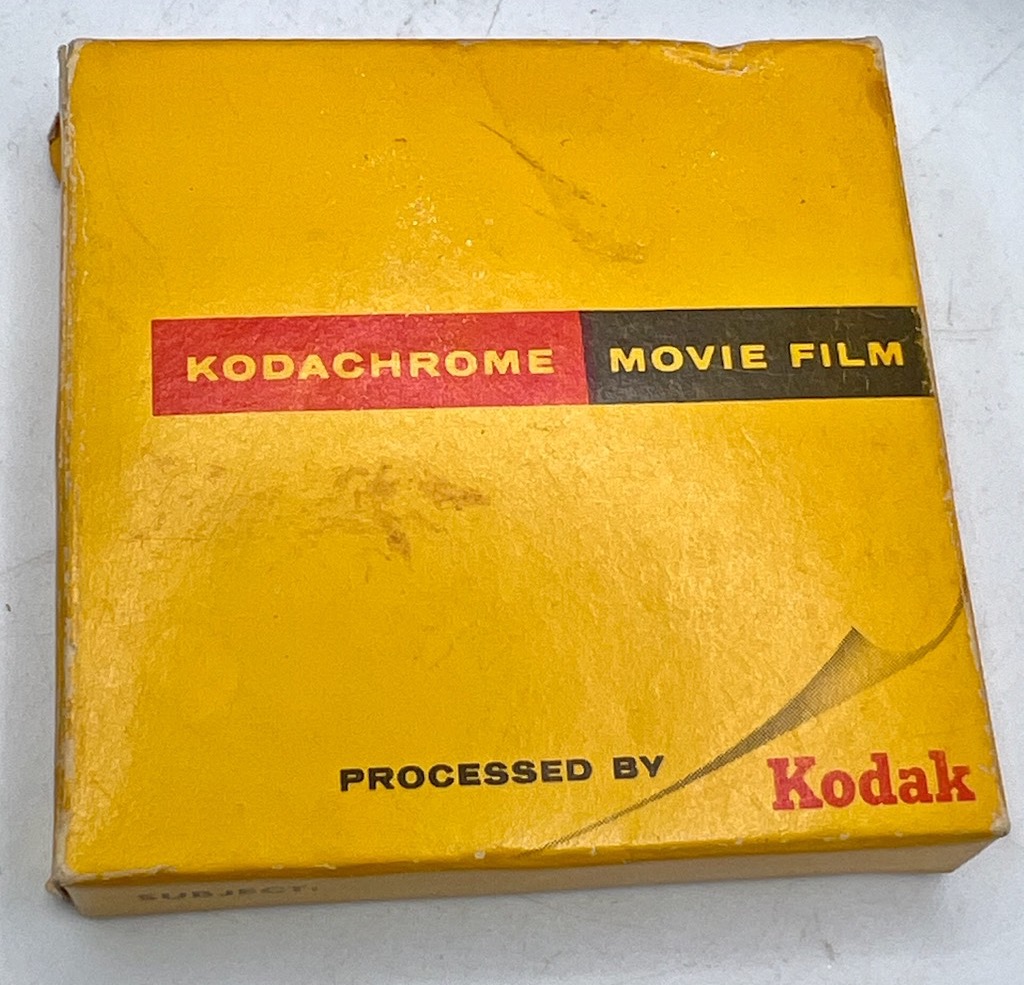 KODACHROME MOVIE FILM
PROCESSED BY Kodak
SUBJECT: